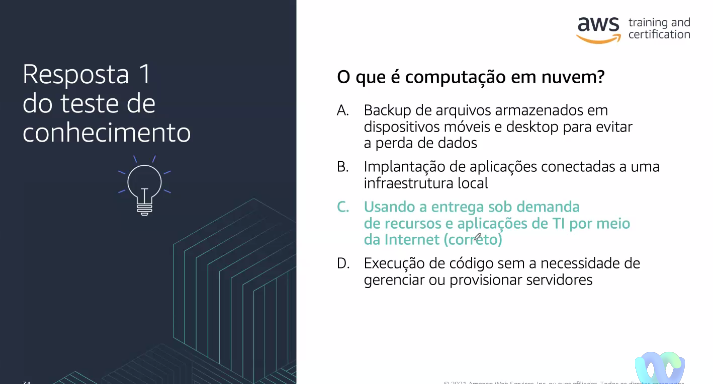 aws training and
certification
Resposta 1
do teste de
conhecimento
O que é computação em nuvem?
A. Backup de arquivos armazenados em
dispositivos móveis e desktop para evitar
a perda de dados
B. Implantação de aplicações conectadas a uma
infraestrutura local
C. Usando a entrega sob demanda
de recursos e aplicações de TI por meio
da Internet (correto)
D. Execução de código sem a necessidade de
gerenciar ou provisionar servidores